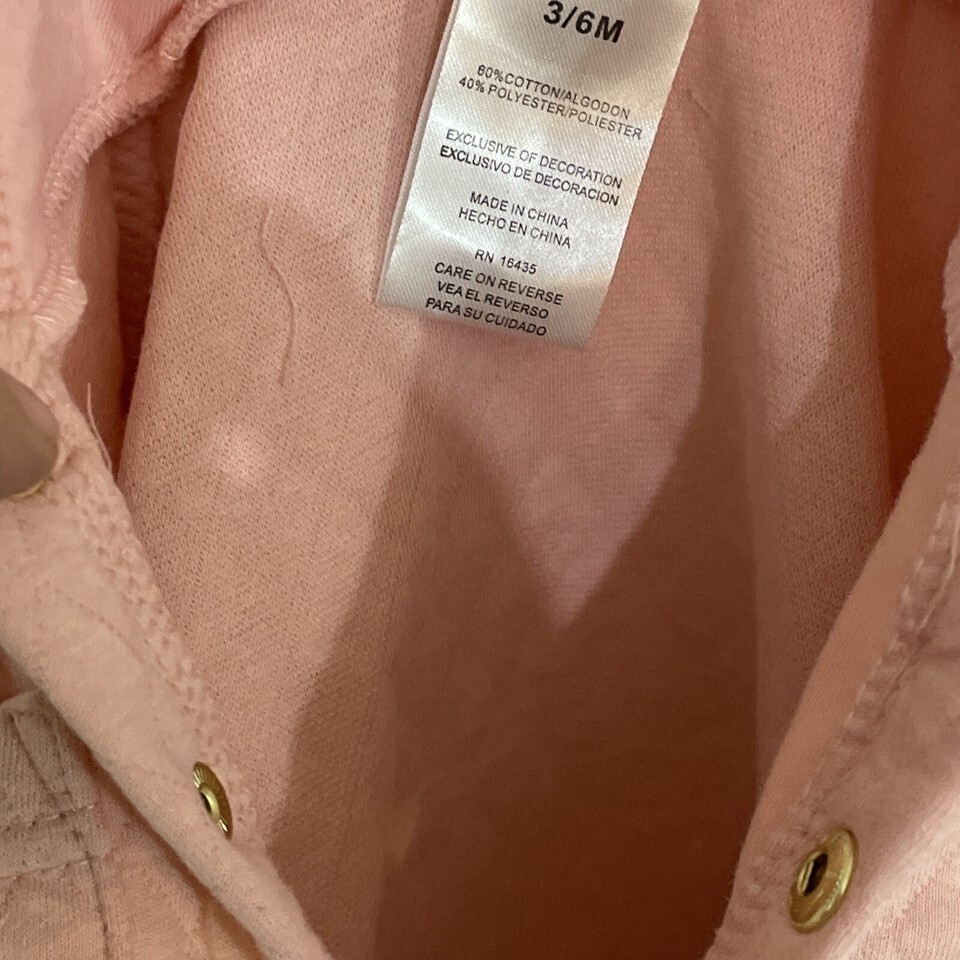 3/6M
60%COTTON/ALGODON
40% POLYESTER/POLIESTER
EXCLUSIVE OF DECORATION
EXCLUSIVO DE DECORACION
MADE IN CHINA
HECHO EN CHINA
RN 16435
CARE ON REVERSE
VEA EL REVERSO
PARA SU CUIDADO